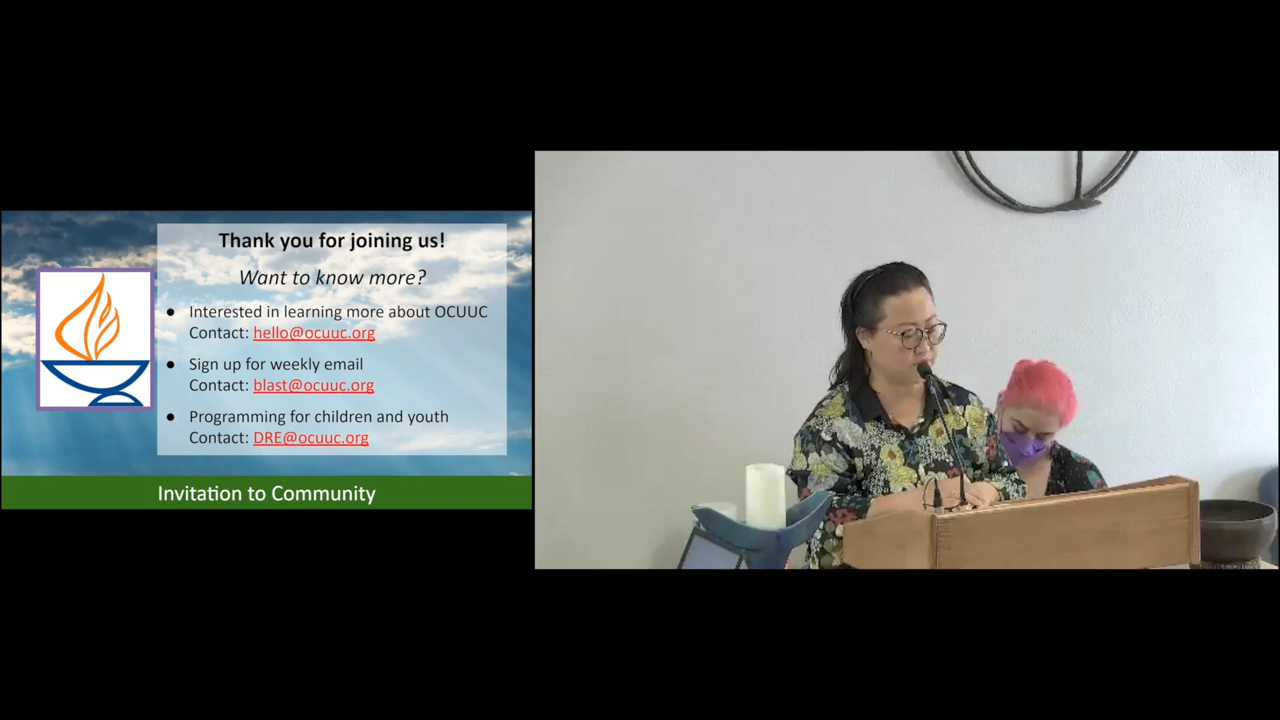 Thank you for joining us!
Want to know more?
● Interested in learning more about OCUUC
Contact: hello@ocuuc.org
● Sign up for weekly email
Contact: blast@ocuuc.org
● Programming for children and youth
Contact: DRE@ocuuc.org
Invitation to Community